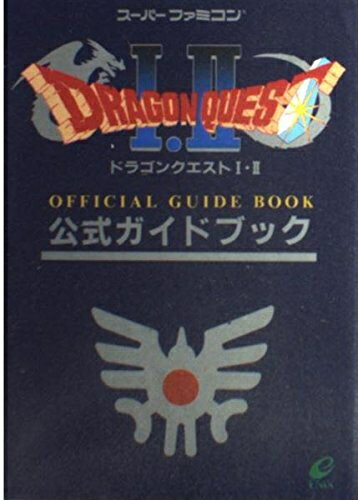 スーパーファミコン
DRAGON QUEST
I・II
ドラゴンクエスト I・II
OFFICIAL GUIDE BOOK
公式ガイドブック
ENIX